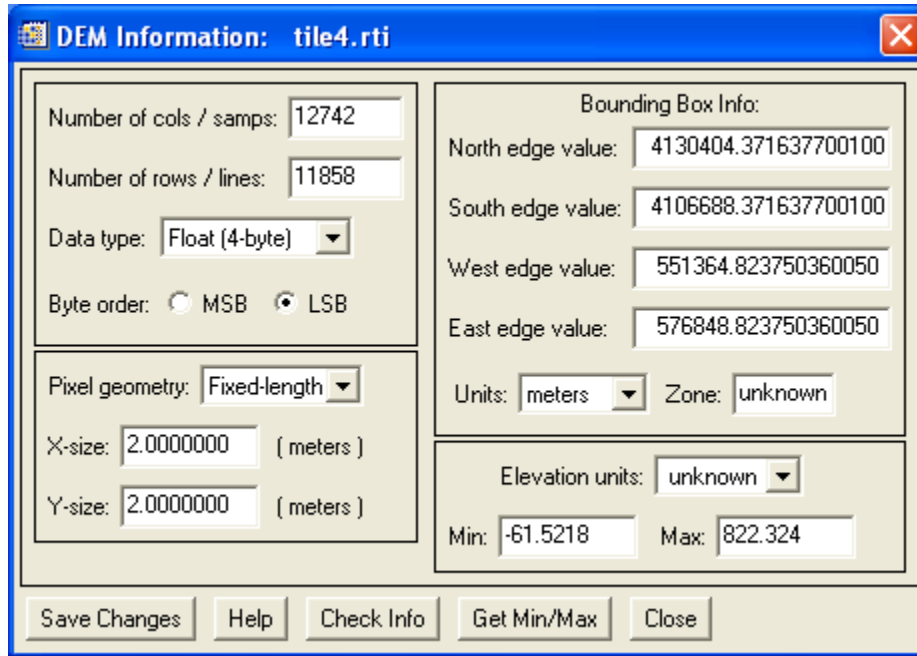 DEM Information: tile4.rti
Number of cols / samps: 12742
Number of rows / lines: 11858
Data type: Float (4-byte)
Byte order: MSB LSB
Pixel geometry: Fixed-length
X-size: 2.0000000 ( meters )
Y-size: 2.0000000 ( meters )
Bounding Box Info:
North edge value: 4130404.371637700100
South edge value: 4106688.371637700100
West edge value: 551364.823750360050
East edge value: 576848.823750360050
Units: meters Zone: unknown
Elevation units: unknown
Min: -61.5218 Max: 822.324
Save Changes Help Check Info Get Min/Max Close